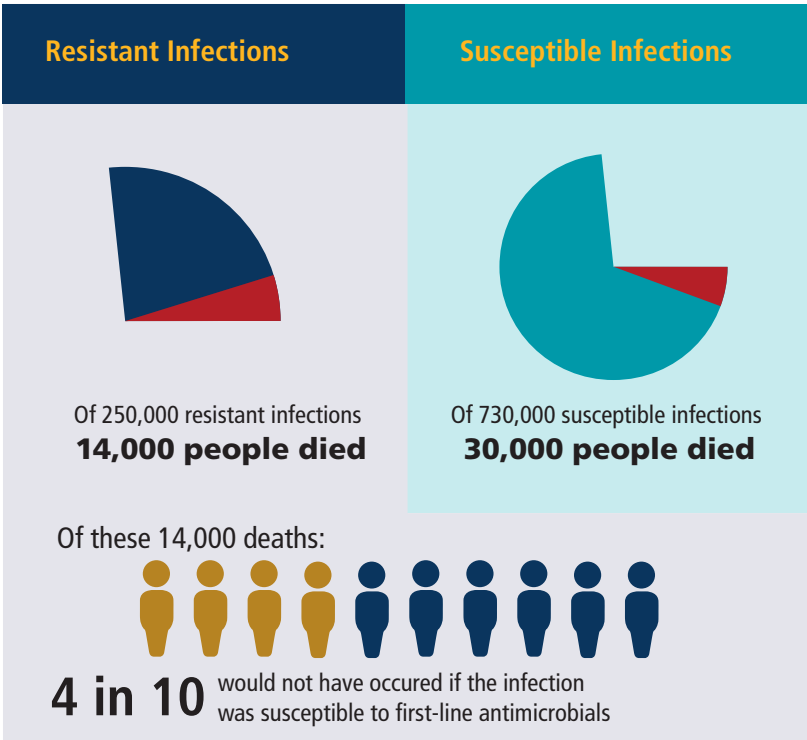 Resistant Infections
Susceptible Infections
Of 250,000 resistant infections
14,000 people died
Of 730,000 susceptible infections
30,000 people died
Of these 14,000 deaths:
4 in 10 would not have occured if the infection
was susceptible to first-line antimicrobials